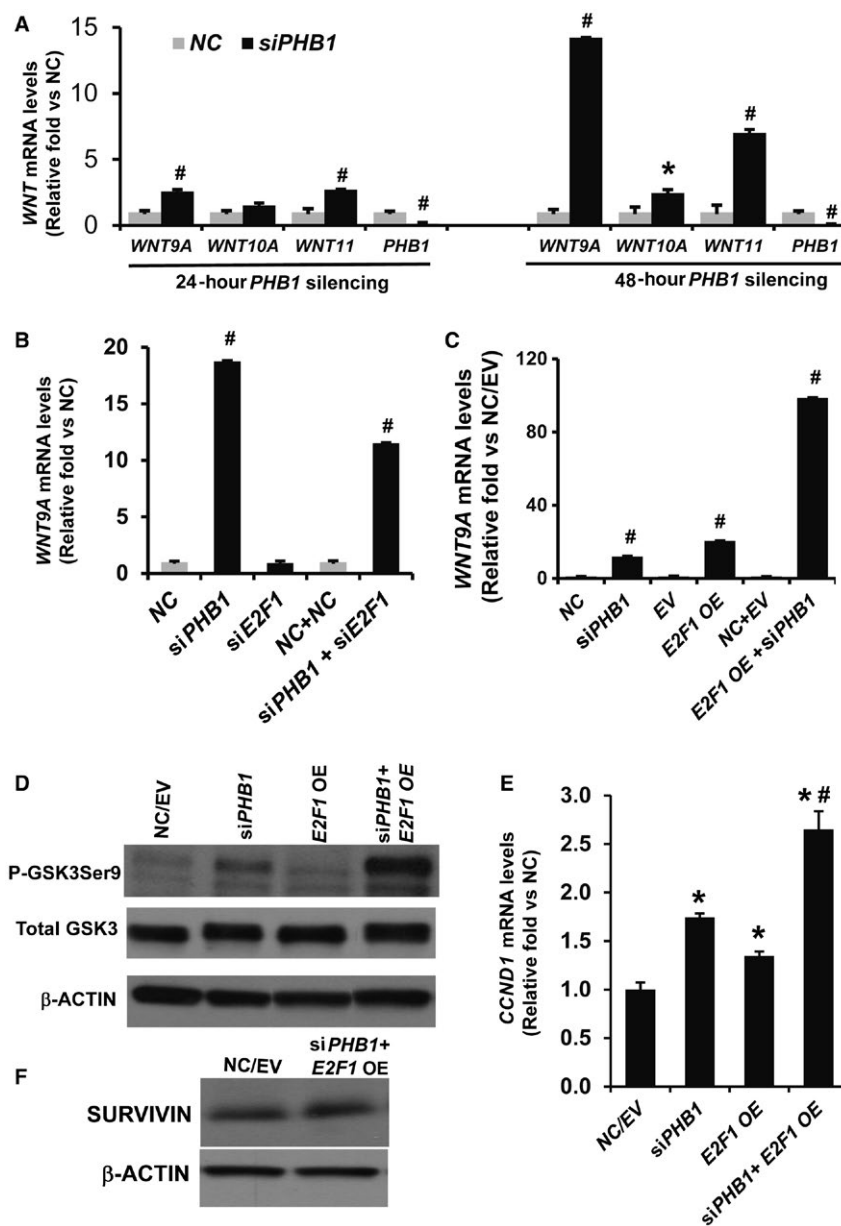 A
WNT mRNA levels
(Relative fold vs NC)
15
10
5
0
NC siPHB1
#
#
#
#
*
#
#
WNT9A WNT10A WNT11 PHB1 WNT9A WNT10A WNT11 PHB1
24-hour PHB1 silencing 48-hour PHB1 silencing
B
WNT9A mRNA levels
(Relative fold vs NC)
20
15
10
5
0
#
#
NC
siPHB1
siE2F1
NC+NC
siPHB1 + siE2F1
C
WNT9A mRNA levels
(Relative fold vs NC/EV)
120
80
40
0
#
#
#
NC
siPHB1
EV
E2F1 OE
NC+EV
E2F1 OE +siPHB1
D
NC/EV
siPHB1
E2F1 OE
siPHB1+
E2F1 OE
P-GSK3Ser9
Total GSK3
β-ACTIN
E
CCND1 mRNA levels
(Relative fold vs NC)
3.0
2.5
2.0
1.5
1.0
0.5
0.0
*
*
* #
NC/EV
siPHB1
E2F1 OE
siPHB1+ E2F1 OE
F
NC/EV
siPHB1+
E2F1 OE
SURVIVIN
β-ACTIN